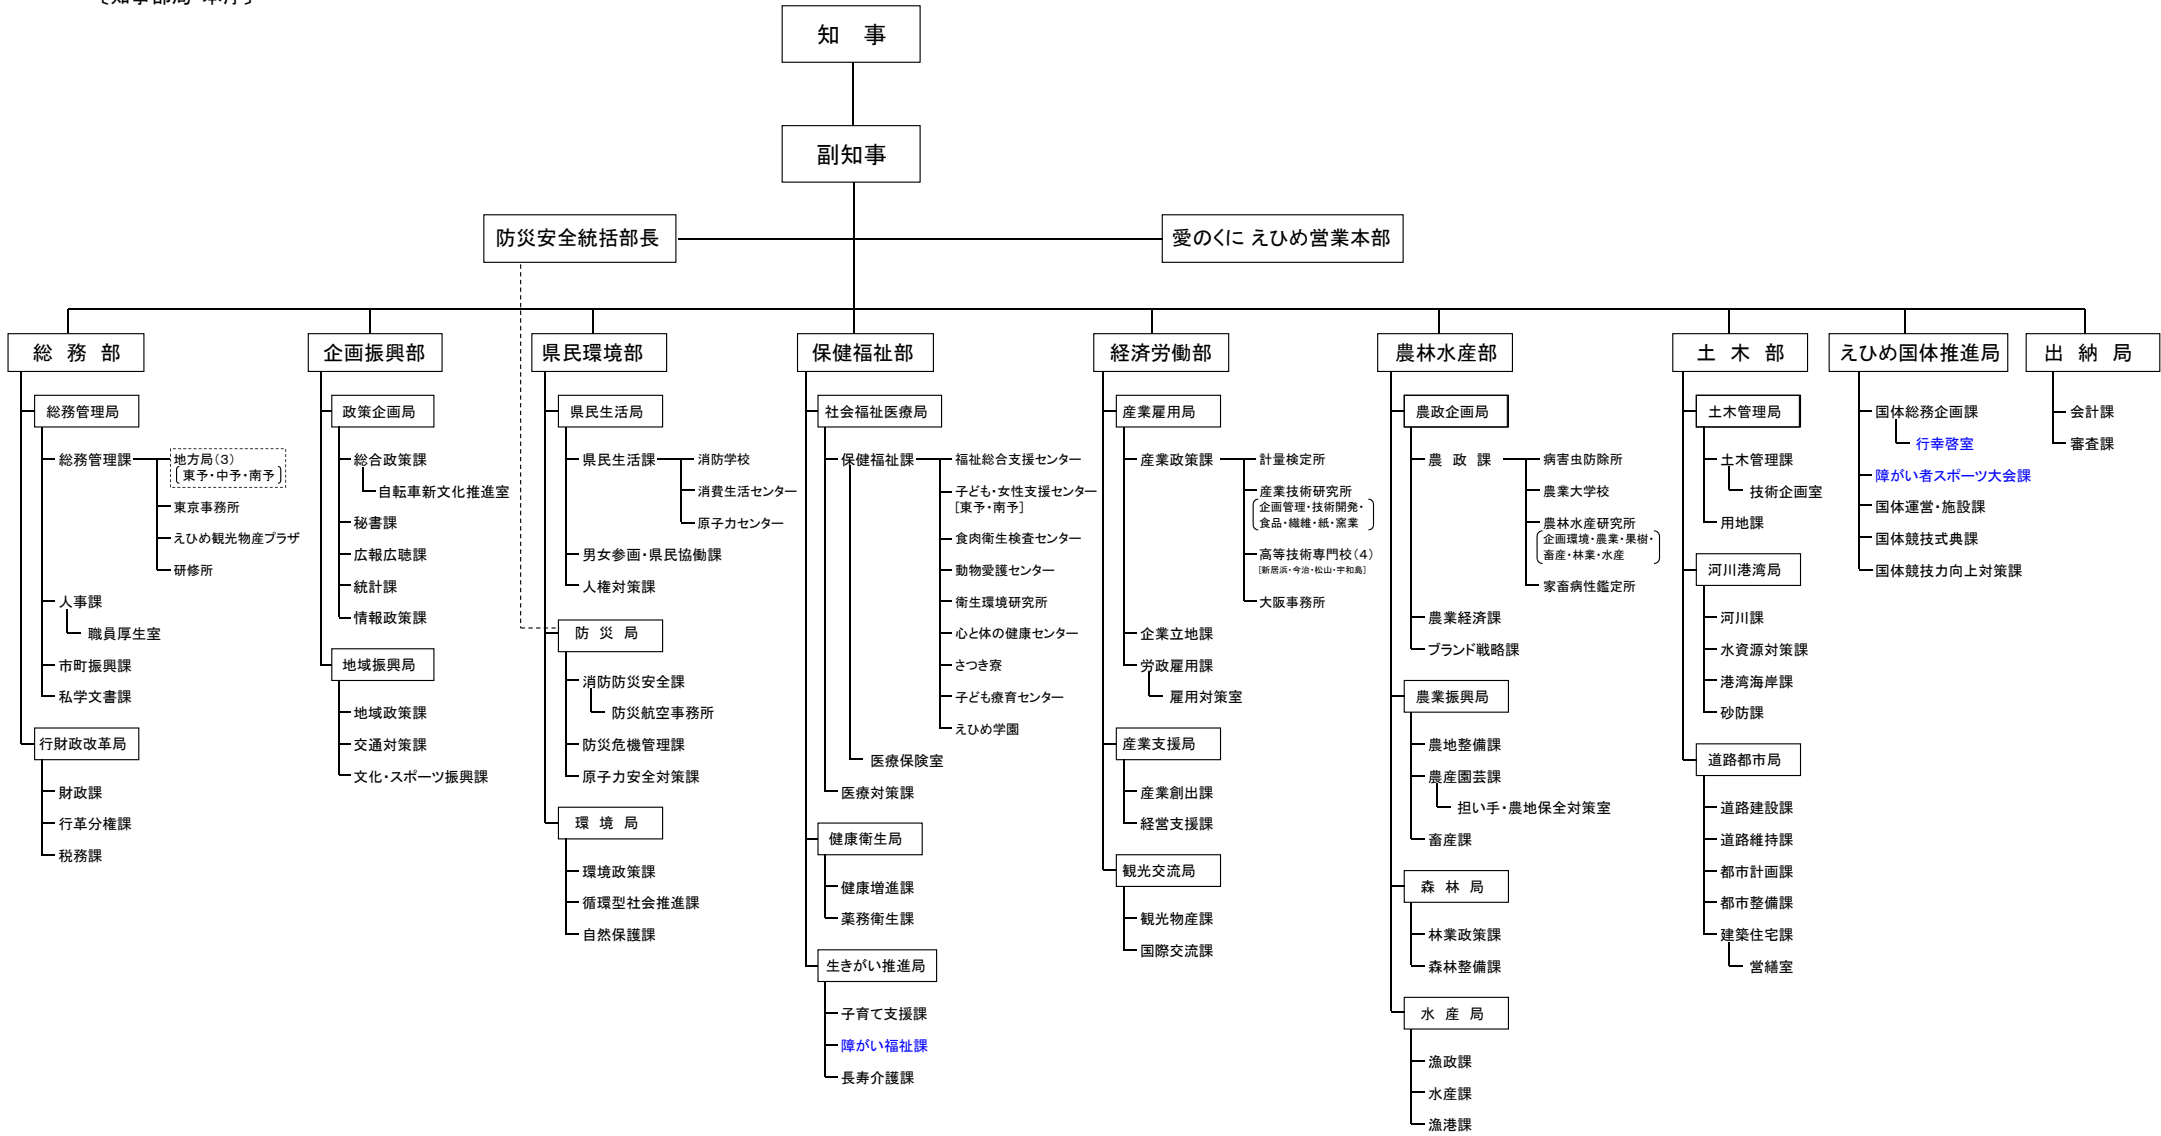 〔知事部局・本庁〕
知　事
副知事
防災安全統括部長
愛のくに えひめ営業本部
総　務　部
総務管理局
総務管理課
地方局(3)
〔東予・中予・南予〕
東京事務所
えひめ観光物産プラザ
研修所
人事課
職員厚生室
市町振興課
私学文書課
行財政改革局
財政課
行革分権課
税務課
企画振興部
政策企画局
総合政策課
自転車新文化推進室
秘書課
広報広聴課
統計課
情報政策課
地域振興局
地域政策課
交通対策課
文化・スポーツ振興課
県民環境部
県民生活局
県民生活課
消防学校
消費生活センター
原子力センター
男女参画・県民協働課
人権対策課
防　災　局
消防防災安全課
防災航空事務所
防災危機管理課
原子力安全対策課
環　境　局
環境政策課
循環型社会推進課
自然保護課
保健福祉部
社会福祉医療局
保健福祉課
福祉総合支援センター
子ども・女性支援センター
[東予・南予]
食肉衛生検査センター
動物愛護センター
衛生環境研究所
心と体の健康センター
さつき寮
子ども療育センター
えひめ学園
医療保険室
医療対策課
健康衛生局
健康増進課
薬務衛生課
生きがい推進局
子育て支援課
障がい福祉課
長寿介護課
経済労働部
産業雇用局
産業政策課
計量検定所
産業技術研究所
企画管理・技術開発・
食品・繊維・紙・窯業
高等技術専門校(4)
[新居浜・今治・松山・宇和島]
大阪事務所
企業立地課
労政雇用課
雇用対策室
産業支援局
産業創出課
経営支援課
観光交流局
観光物産課
国際交流課
農林水産部
農政企画局
農　政　課
病害虫防除所
農業大学校
農林水産研究所
企画環境・農業・果樹・
畜産・林業・水産
家畜病性鑑定所
農業経済課
ブランド戦略課
農業振興局
農地整備課
農産園芸課
担い手・農地保全対策室
畜産課
森　林　局
林業政策課
森林整備課
水　産　局
漁政課
水産課
漁港課
土　木　部
土木管理局
土木管理課
技術企画室
用地課
河川港湾局
河川課
水資源対策課
港湾海岸課
砂防課
道路都市局
道路建設課
道路維持課
都市計画課
都市整備課
建築住宅課
営繕室
えひめ国体推進局
国体総務企画課
行幸啓室
障がい者スポーツ大会課
国体運営・施設課
国体競技式典課
国体競技力向上対策課
出　納　局
会計課
審査課